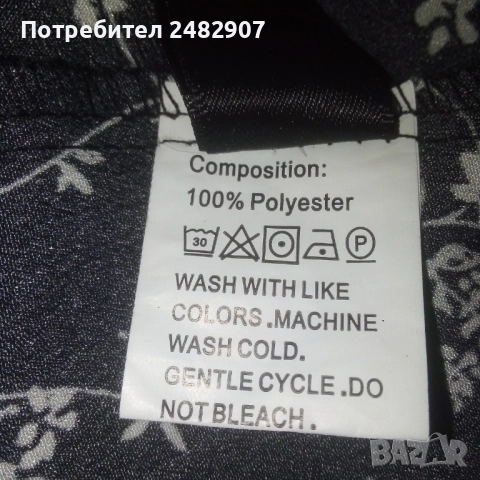 Потребител 2482907
Composition:
100% Polyester
30 P
WASH WITH LIKE
COLORS .MACHINE
WASH COLD.
GENTLE CYCLE .DO
NOT BLEACH .
BAZAR